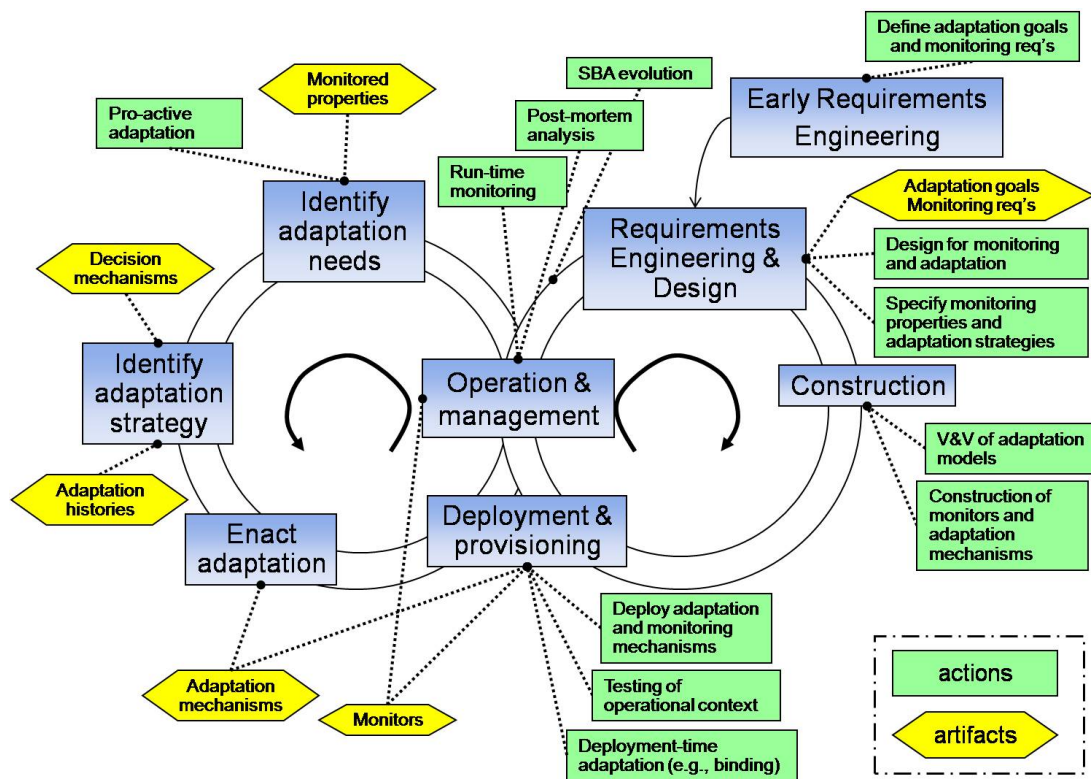 Define adaptation goals
and monitoring req's
SBA evolution
Monitored
properties
Early Requirements
Engineering
Pro-active
adaptation
Post-mortem
analysis
Run-time
monitoring
Adaptation goals
Monitoring req's
Identify
adaptation
needs
Requirements
Engineering &
Design
Design for monitoring
and adaptation
Decision
mechanisms
Specify monitoring
properties and
adaptation strategies
Identify
adaptation
strategy
Operation &
management
Construction
V&V of adaptation
models
Adaptation
histories
Construction of
monitors and
adaptation
mechanisms
Enact
adaptation
Deployment &
provisioning
Deploy adaptation
and monitoring
mechanisms
Adaptation
mechanisms
Monitors
Testing of
operational context
Deployment-time
adaptation (e.g., binding)
actions
artifacts